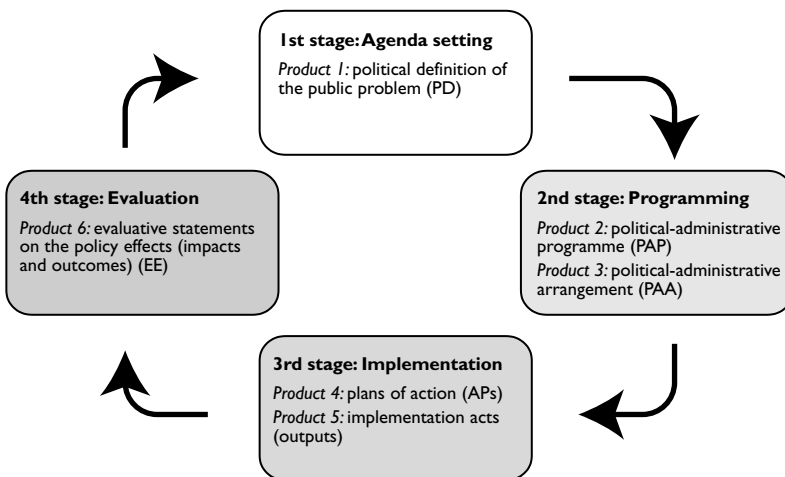 1st stage: Agenda setting
Product 1: political definition of
the public problem (PD)
2nd stage: Programming
Product 2: political-administrative
programme (PAP)
Product 3: political-administrative
arrangement (PAA)
3rd stage: Implementation
Product 4: plans of action (APs)
Product 5: implementation acts
(outputs)
4th stage: Evaluation
Product 6: evaluative statements
on the policy effects (impacts
and outcomes) (EE)